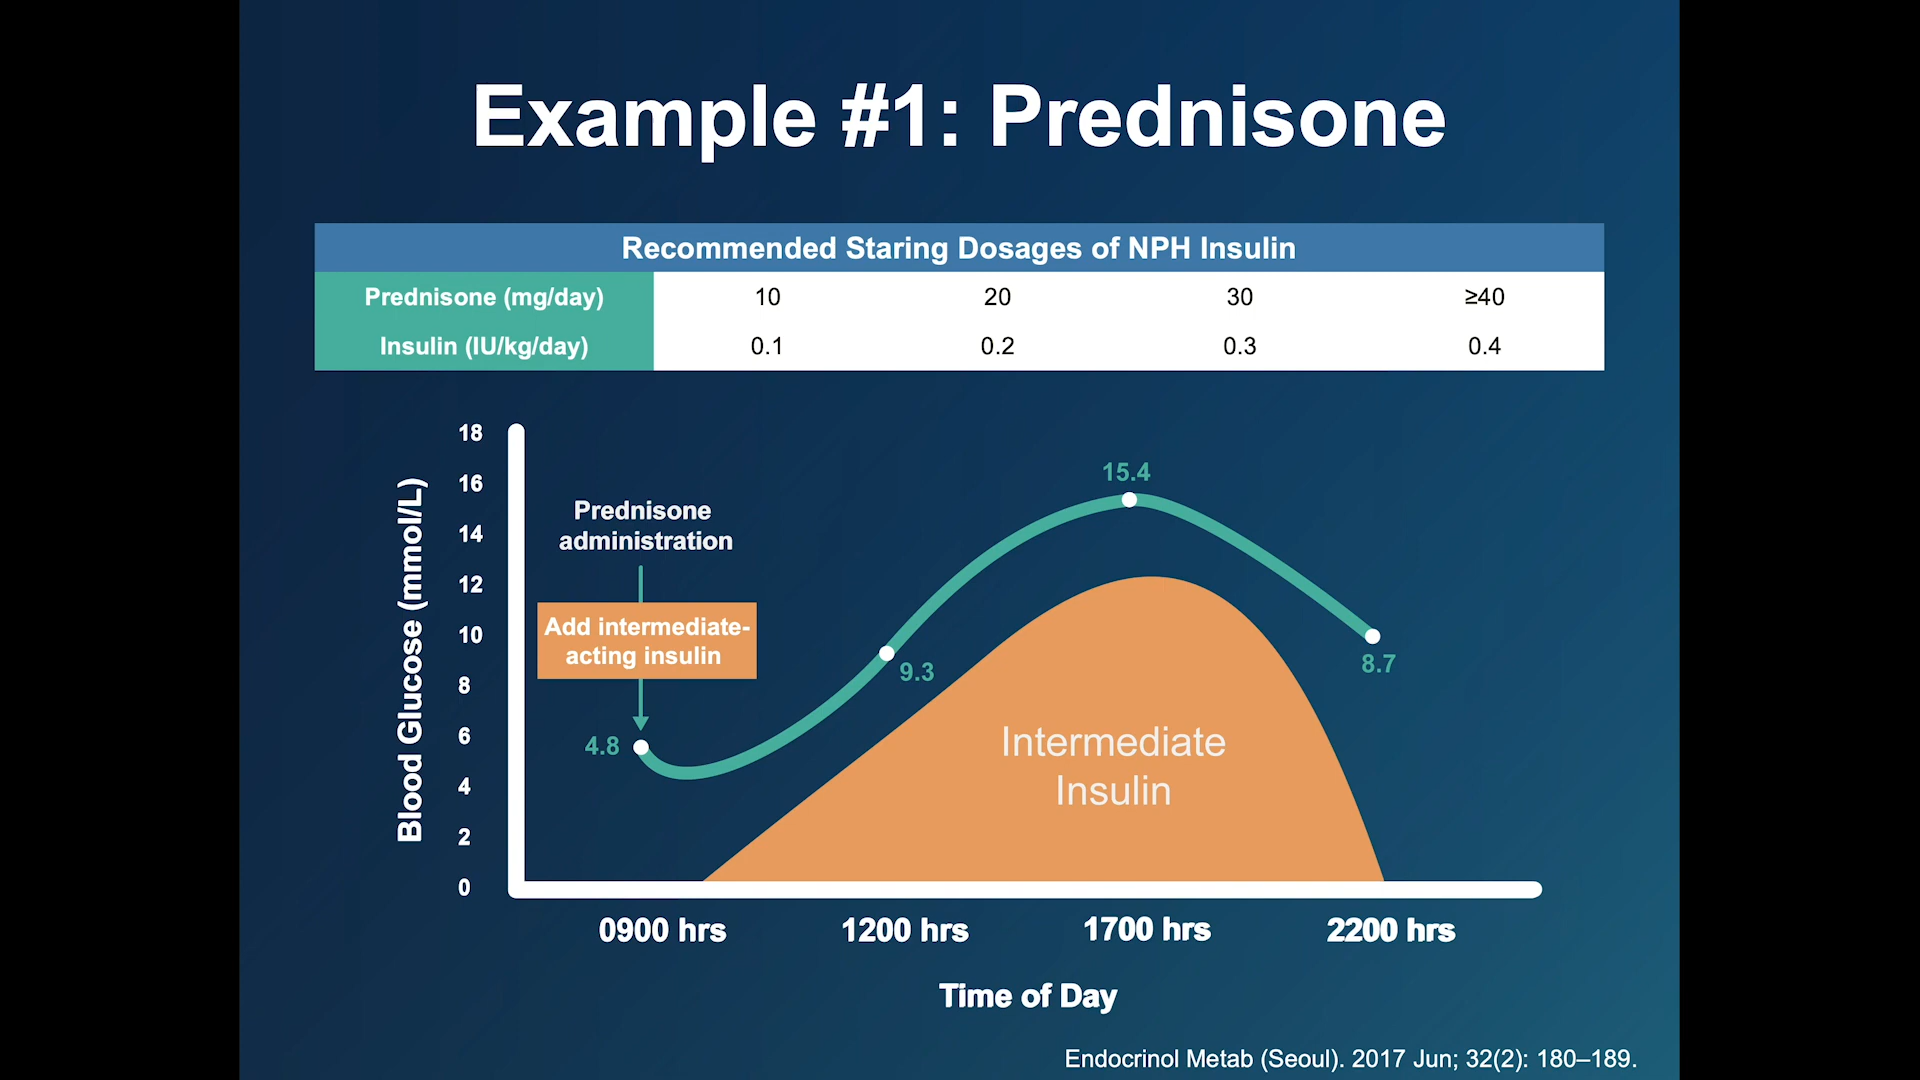 Example #1: Prednisone
Recommended Staring Dosages of NPH Insulin
Prednisone (mg/day) 10 20 30 ≥40
Insulin (IU/kg/day) 0.1 0.2 0.3 0.4
Blood Glucose (mmol/L)
18
16
14
12
10
8
6
4
2
0
Prednisone
administration
Add intermediate-
acting insulin
4.8
9.3
15.4
8.7
Intermediate
Insulin
0900 hrs 1200 hrs 1700 hrs 2200 hrs
Time of Day
Endocrinol Metab (Seoul). 2017 Jun; 32(2): 180–189.